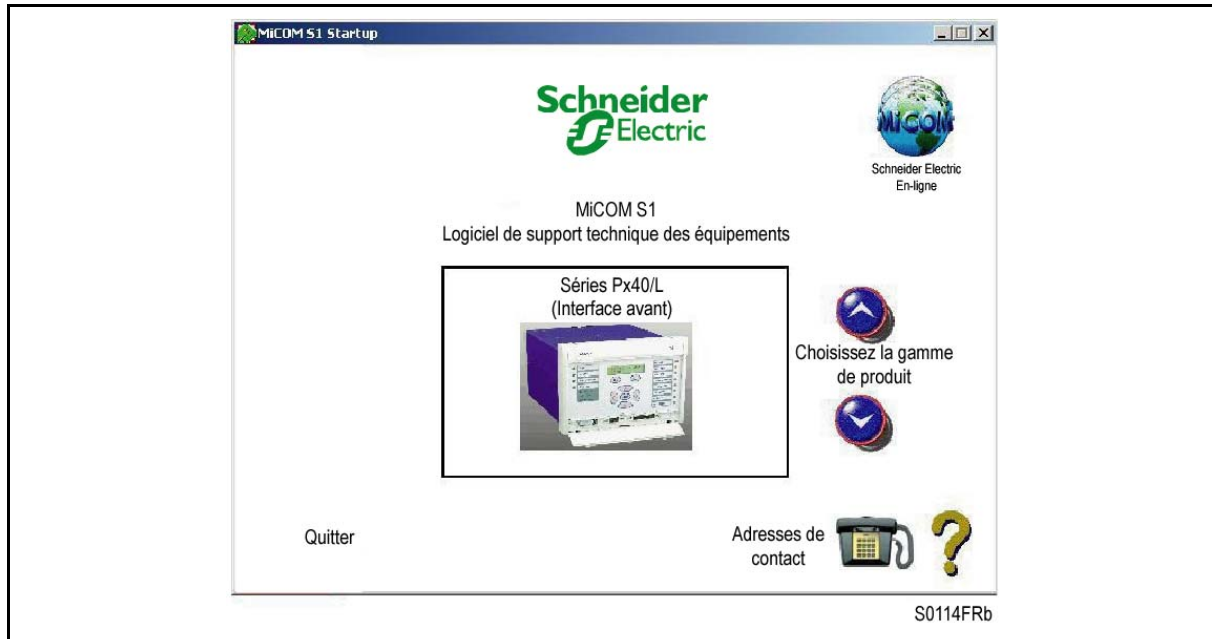 MiCOM S1 Startup
Schneider
Electric
MiCOM
Schneider Electric
En-ligne
MiCOM S1
Logiciel de support technique des équipements
Séries Px40/L
(Interface avant)
Choisissez la gamme
de produit
Quitter
Adresses de
contact
?
S0114FRb